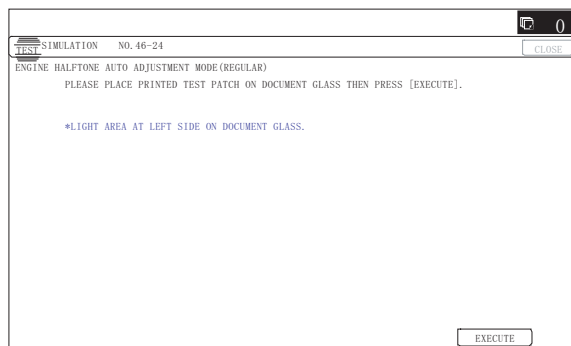 0
TEST SIMULATION NO.46-24
CLOSE
ENGINE HALFTONE AUTO ADJUSTMENT MODE(REGULAR)
PLEASE PLACE PRINTED TEST PATCH ON DOCUMENT GLASS THEN PRESS [EXECUTE].
*LIGHT AREA AT LEFT SIDE ON DOCUMENT GLASS.
EXECUTE